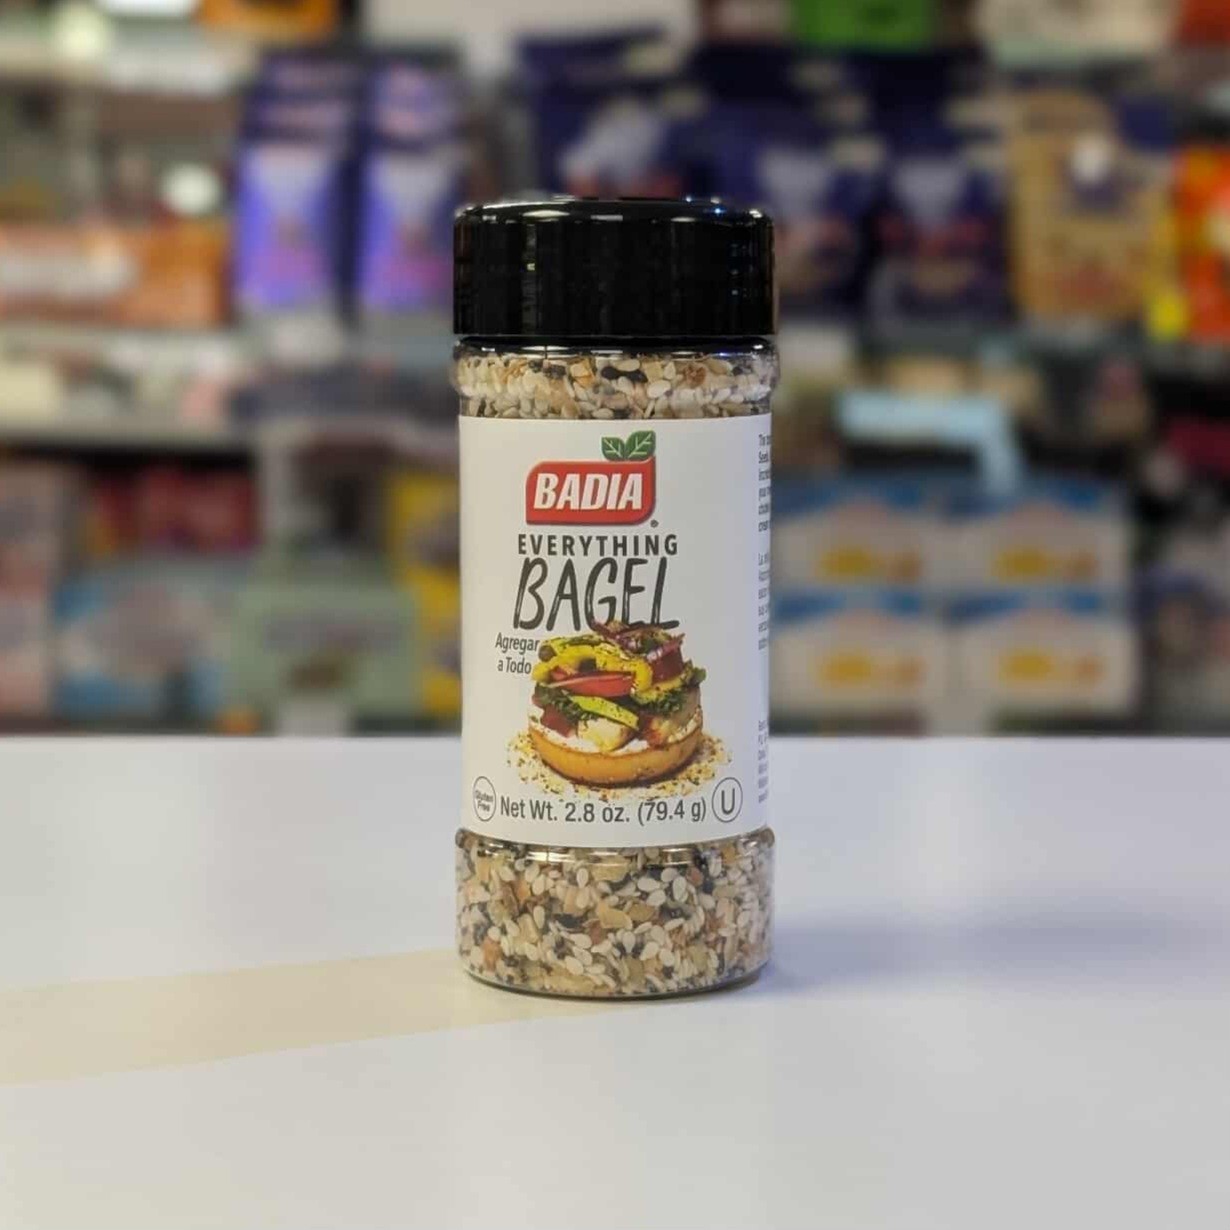 BADIA
®
EVERYTHING
BAGEL
Agregar
a Todo
Gluten
Free
Net Wt. 2.8 oz. (79.4 g)
U